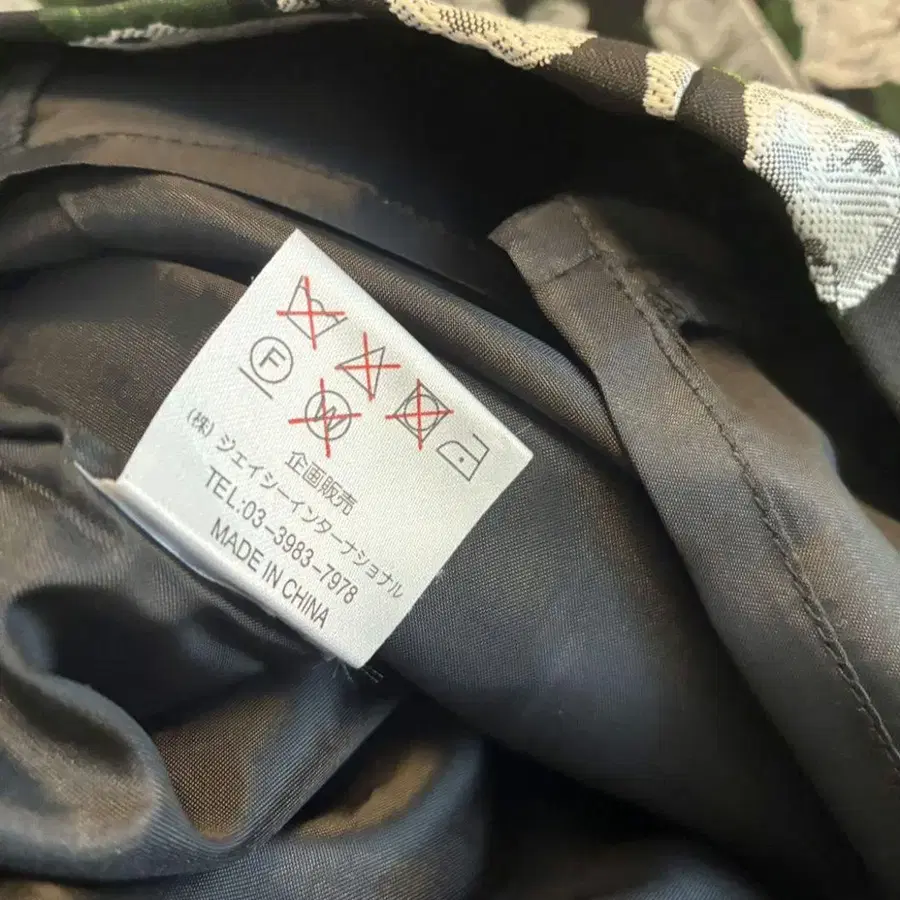 F
W
企画販売
(株) ジェイシーインターナショナル
TEL:03-3983-7978
MADE IN CHINA